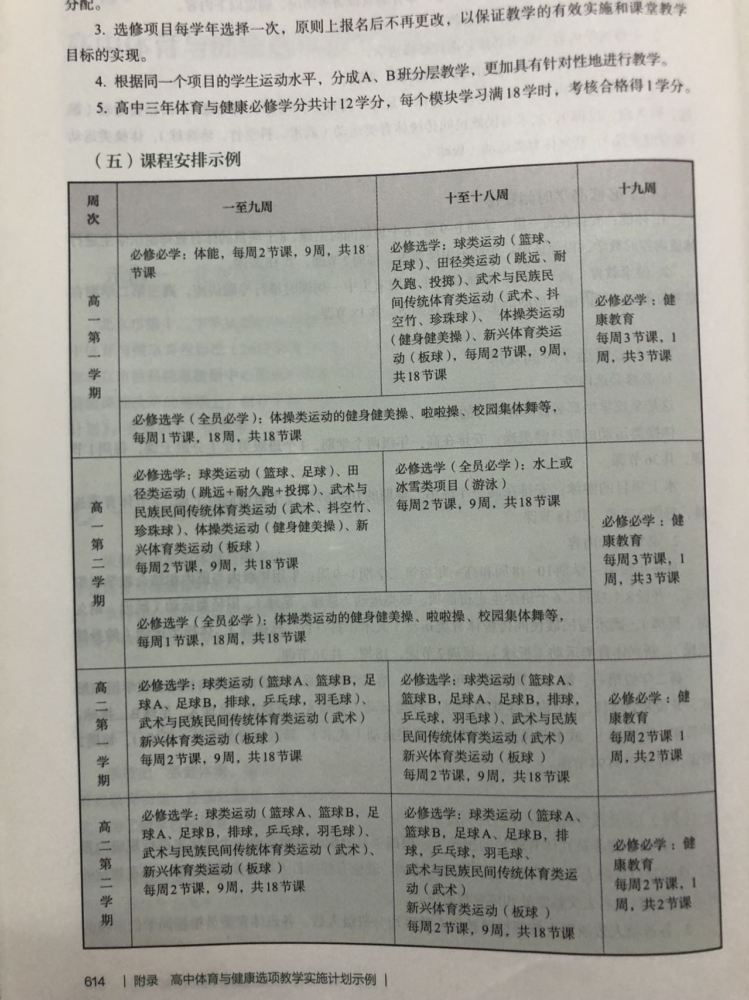 分配。
3. 选修项目每学年选择一次，原则上报名后不再更改，以保证教学的有效实施和课堂教学
目标的实现。
4. 根据同一个项目的学生运动水平，分成A、B班分层教学，更加具有针对性地进行教学。
5. 高中三年体育与健康必修学分共计12学分，每个模块学习满18学时，考核合格得1学分。
（五）课程安排示例
周次
一至九周
十至十八周
十九周
高一第一学期
必修必学：体能，每周2节课，9周，共18
节课
必修选学：球类运动（篮球、
足球）、田径类运动（跳远、耐
久跑、投掷）、武术与民族民
间传统体育类运动（武术、抖
空竹、珍珠球）、 体操类运动
（健身健美操）、新兴体育类运
动（板球），每周2节课，9周，
共18节课
必修必学：健
康教育
每周3节课，1
周，共3节课
必修选学（全员必学）：体操类运动的健身健美操、啦啦操、校园集体舞等，
每周1节课，18周，共18节课
高一第二学期
必修选学：球类运动（篮球、足球）、田
径类运动（跳远+耐久跑+投掷）、武术与
民族民间传统体育类运动（武术、抖空竹、
珍珠球）、体操类运动（健身健美操）、新
兴体育类运动（板球）
每周2节课，9周，共18节课
必修选学（全员必学）：水上或
冰雪类项目（游泳）
每周2节课，9周，共18节课
必修必学：健
康教育
每周3节课，1
周，共3节课
必修选学（全员必学）：体操类运动的健身健美操、啦啦操、校园集体舞等，
每周1节课，18周，共18节课
高二第一学期
必修选学：球类运动（篮球A、篮球B，足
球A、足球B，排球，乒乓球，羽毛球）、
武术与民族民间传统体育类运动（武术）
新兴体育类运动（板球 ）
每周2节课，9周，共18节课
必修选学：球类运动（篮球A、
篮球B，足球A、足球B，排球，
乒乓球，羽毛球）、武术与民族
民间传统体育类运动（武术）
新兴体育类运动（板球 ）
每周2节课，9周，共18节课
必修必学：健
康教育
每周2节课 1
周，共2节课
高二第二学期
必修选学：球类运动（篮球A、篮球B，足
球A、足球B，排球，乒乓球，羽毛球）、
武术与民族民间传统体育类运动（武术）、
新兴体育类运动（板球 ）
每周2节课，9周，共18节课
必修选学：球类运动（篮球A、
篮球B，足球A、足球B，排
球，乒乓球，羽毛球、
武术与民族民间传统体育类运
动（武术）
新兴体育类运动（板球 ）
每周2节课，9周，共18节课
必修必学：健
康教育
每周2节课，1
周，共2节课
614 | 附录 高中体育与健康选项教学实施计划示例 |